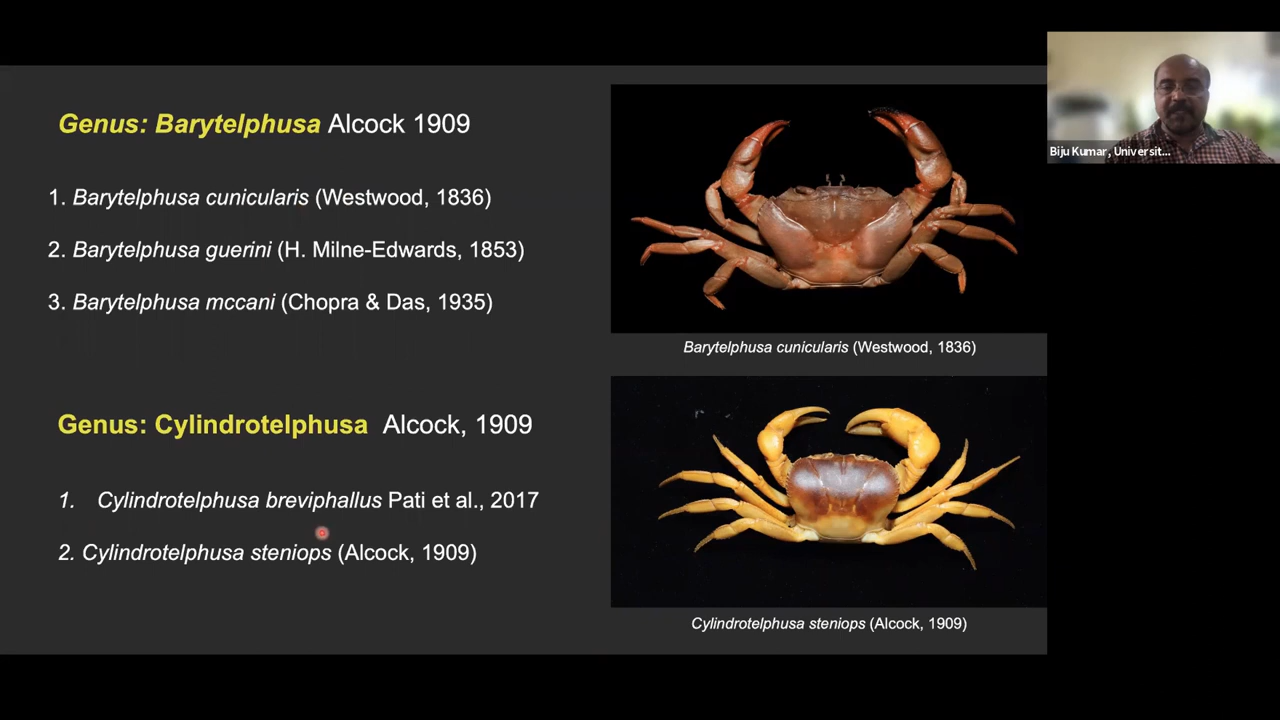 Genus: Barytelphusa Alcock 1909
1. Barytelphusa cunicularis (Westwood, 1836)
2. Barytelphusa guerini (H. Milne-Edwards, 1853)
3. Barytelphusa mccani (Chopra & Das, 1935)
Barytelphusa cunicularis (Westwood, 1836)
Genus: Cylindrotelphusa Alcock, 1909
1. Cylindrotelphusa breviphallus Pati et al., 2017
2. Cylindrotelphusa steniops (Alcock, 1909)
Cylindrotelphusa steniops (Alcock, 1909)
Biju Kumar, Universit...